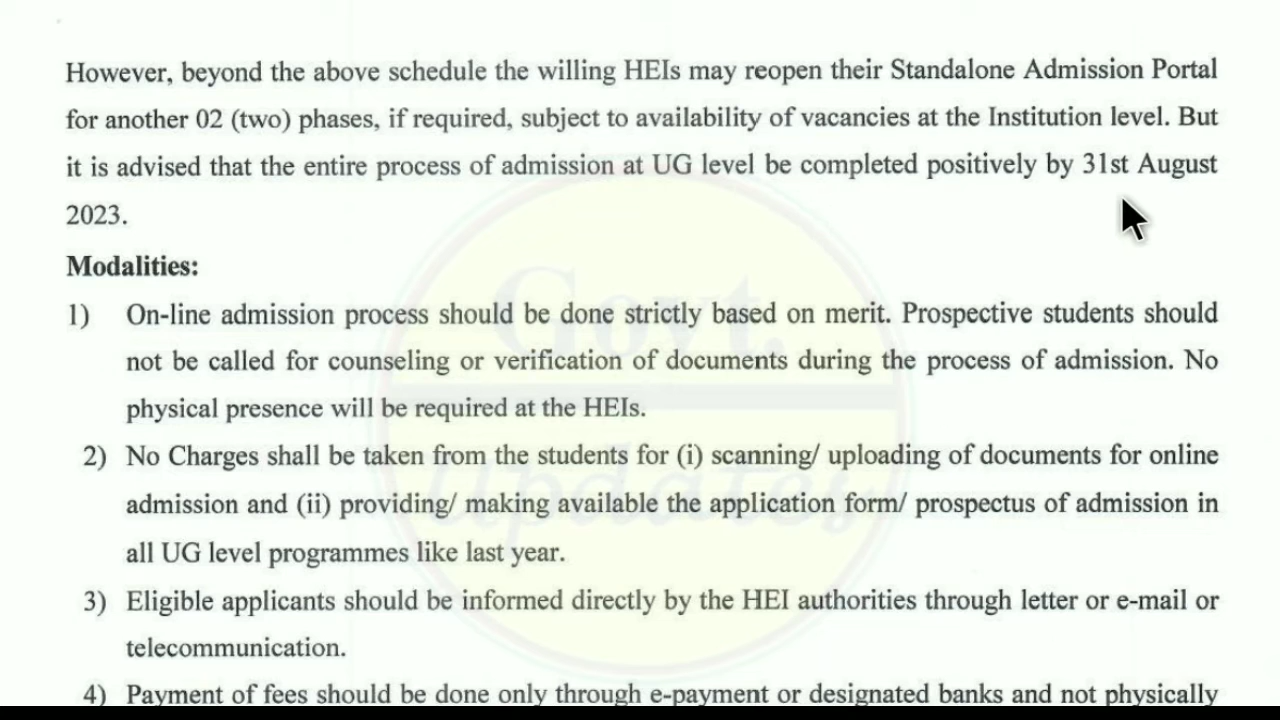 However, beyond the above schedule the willing HEIs may reopen their Standalone Admission Portal
for another 02 (two) phases, if required, subject to availability of vacancies at the Institution level. But
it is advised that the entire process of admission at UG level be completed positively by 31st August
2023.
Modalities:
1) On-line admission process should be done strictly based on merit. Prospective students should
not be called for counseling or verification of documents during the process of admission. No
physical presence will be required at the HEIs.
2) No Charges shall be taken from the students for (i) scanning/ uploading of documents for online
admission and (ii) providing/ making available the application form/ prospectus of admission in
all UG level programmes like last year.
3) Eligible applicants should be informed directly by the HEI authorities through letter or e-mail or
telecommunication.
4) Payment of fees should be done only through e-payment or designated banks and not physically
Govt.
Updates